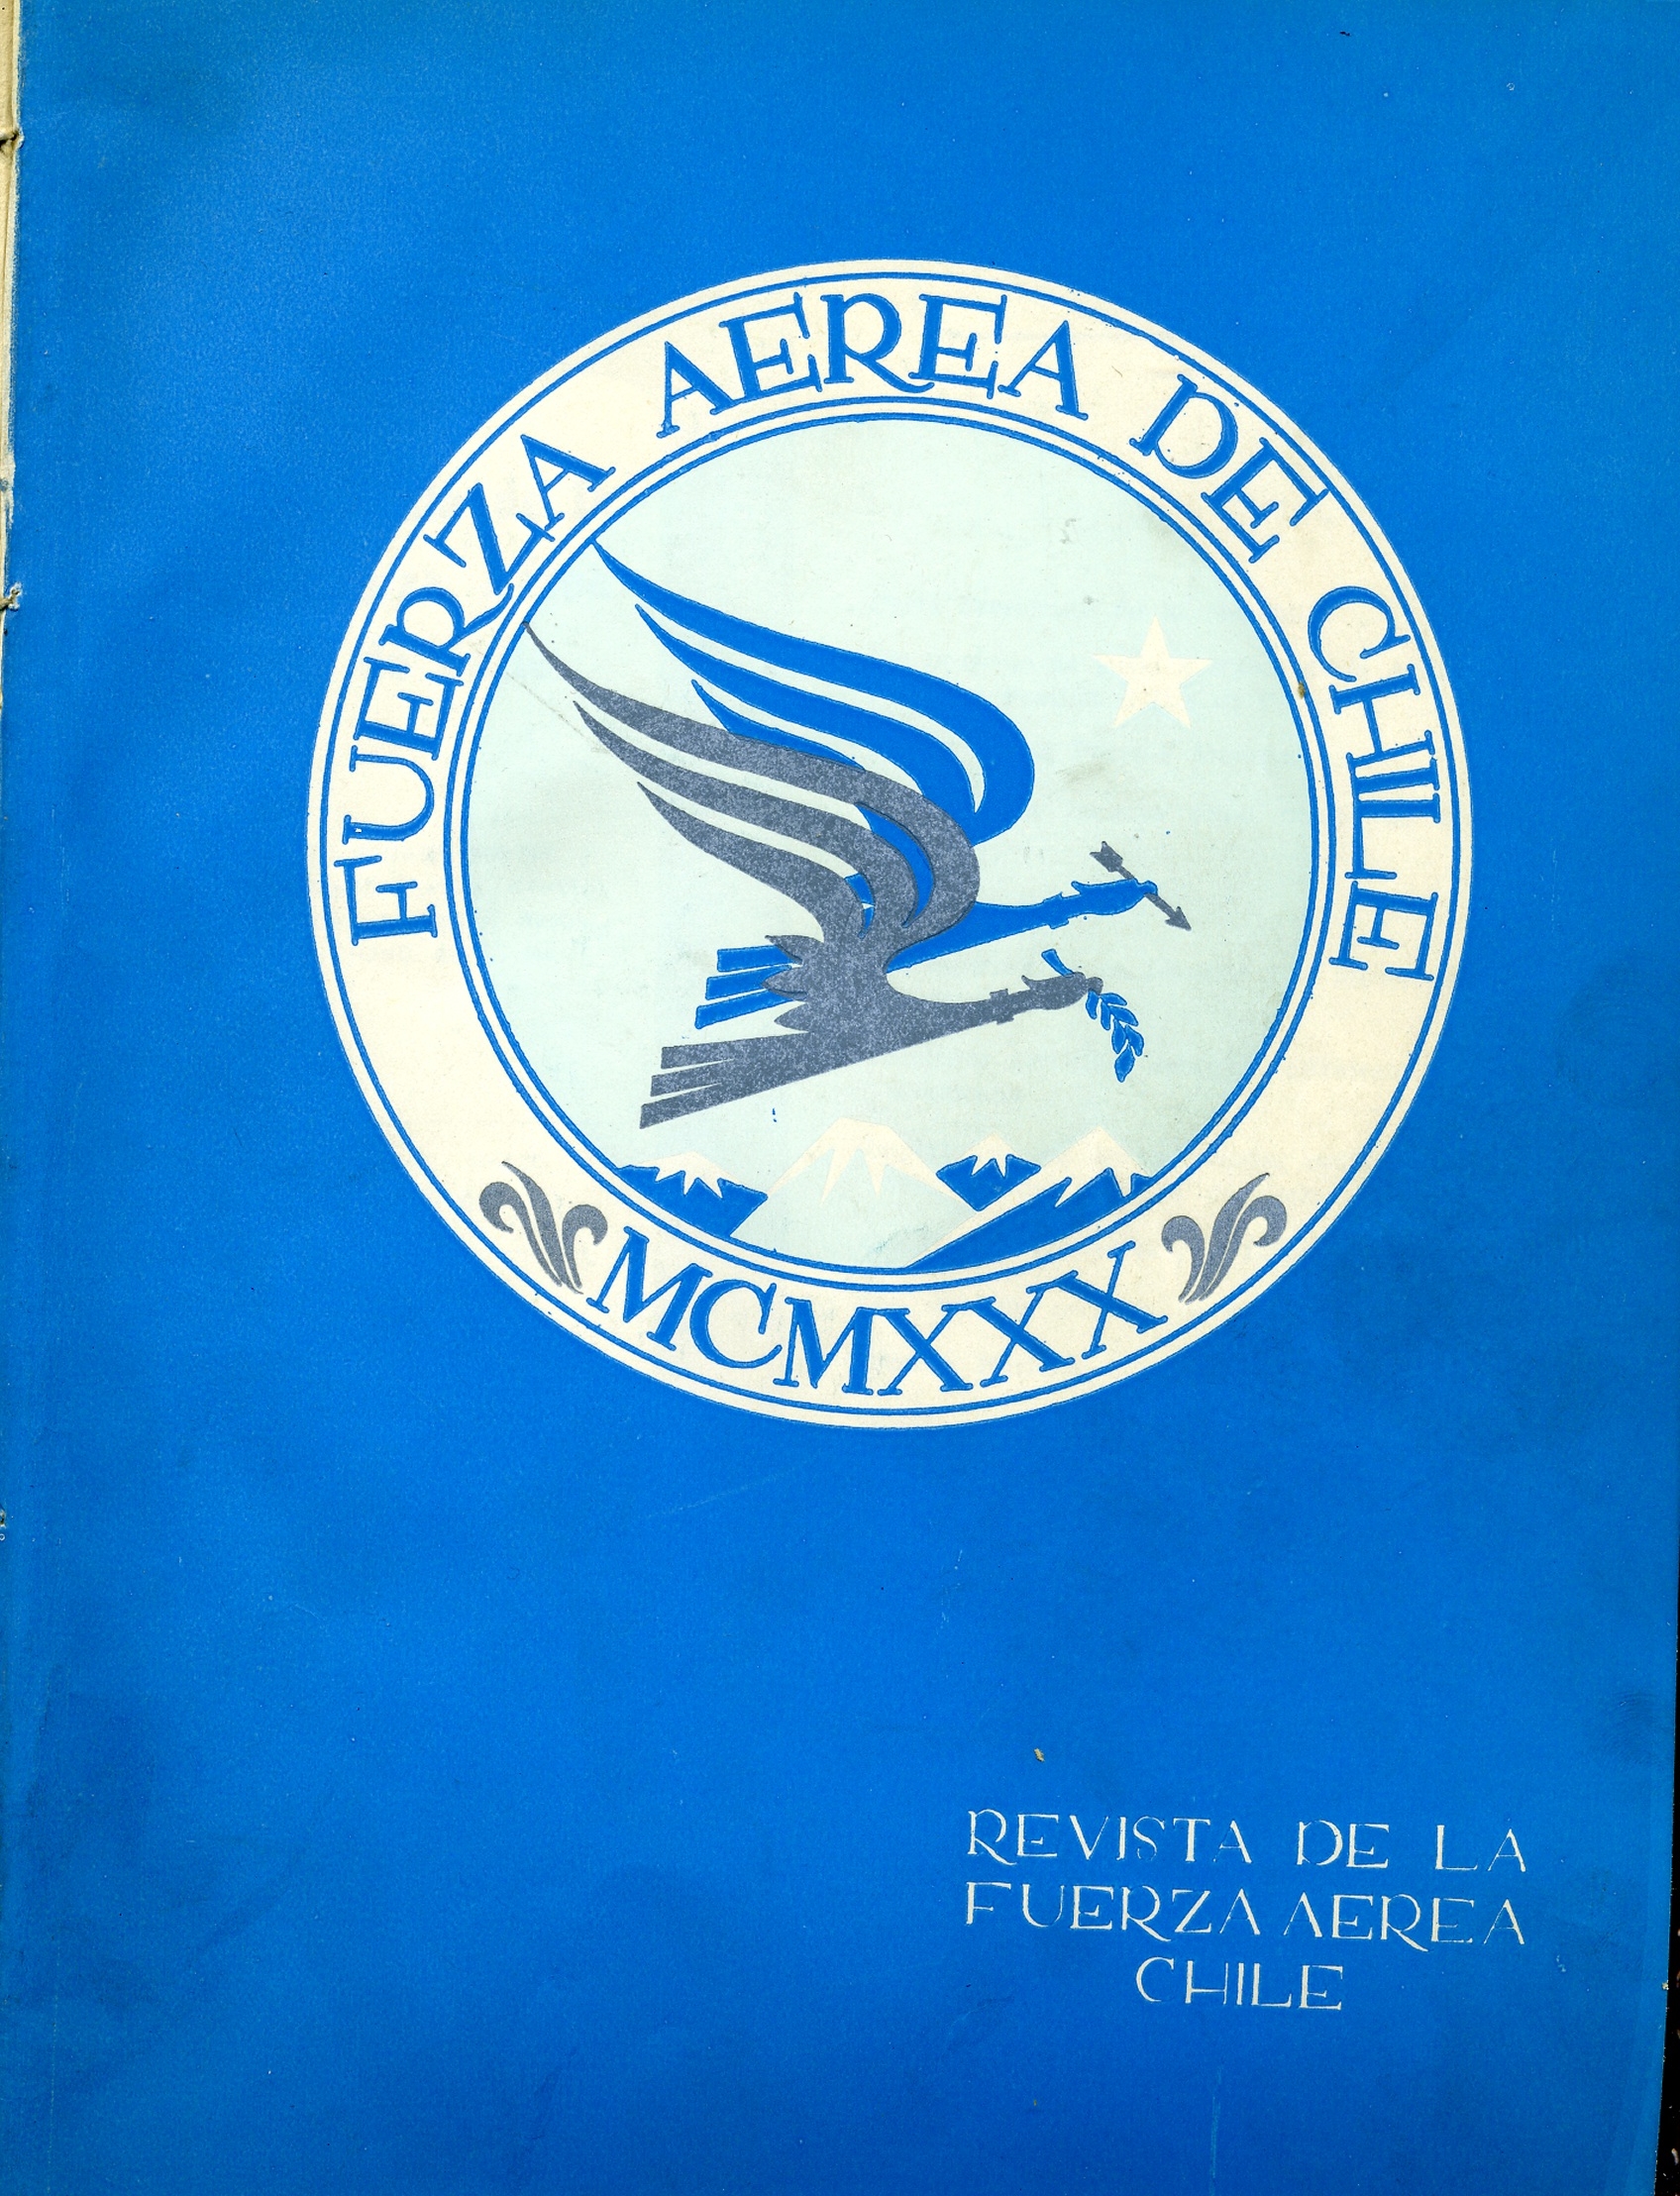 FUERZA AEREA DE CHILE
MCMXXX
REVISTA DE LA
FUERZA AEREA
CHILE